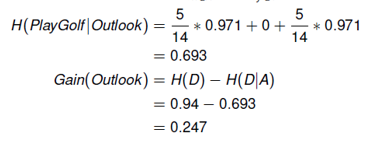 H(PlayGolf|Outlook) = 5/14 * 0.971 + 0 + 5/14 * 0.971
= 0.693
Gain(Outlook) = H(D) − H(D|A)
= 0.94 − 0.693
= 0.247